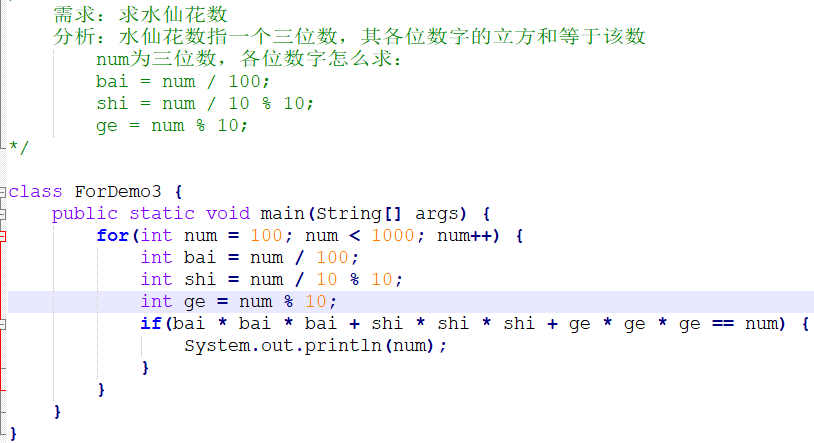 需求：求水仙花数
分析：水仙花数指一个三位数，其各位数字的立方和等于该数
num为三位数，各位数字怎么求：
bai = num / 100;
shi = num / 10 % 10;
ge = num % 10;
*/
class ForDemo3 {
public static void main(String[] args) {
for(int num = 100; num < 1000; num++) {
int bai = num / 100;
int shi = num / 10 % 10;
int ge = num % 10;
if(bai * bai * bai + shi * shi * shi + ge * ge * ge == num) {
System.out.println(num);
}
}
}
}